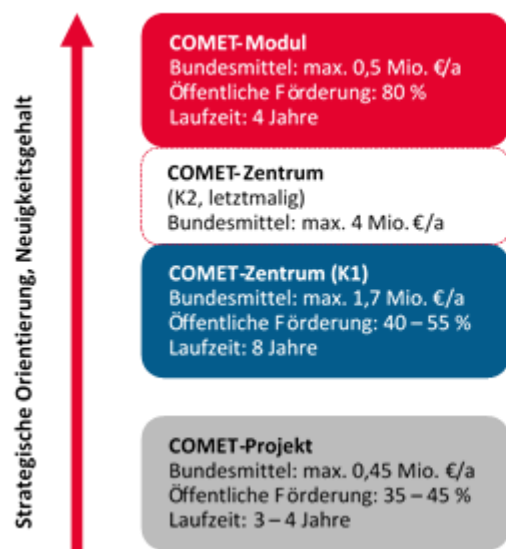 Strategische Orientierung, Neuigkeitsgehalt
COMET-Modul
Bundesmittel: max. 0,5 Mio. €/a
Öffentliche Förderung: 80 %
Laufzeit: 4 Jahre
COMET-Zentrum
(K2, letztmalig)
Bundesmittel: max. 4 Mio. €/a
COMET-Zentrum (K1)
Bundesmittel: max. 1,7 Mio. €/a
Öffentliche Förderung: 40 – 55 %
Laufzeit: 8 Jahre
COMET-Projekt
Bundesmittel: max. 0,45 Mio. €/a
Öffentliche Förderung: 35 – 45 %
Laufzeit: 3 – 4 Jahre